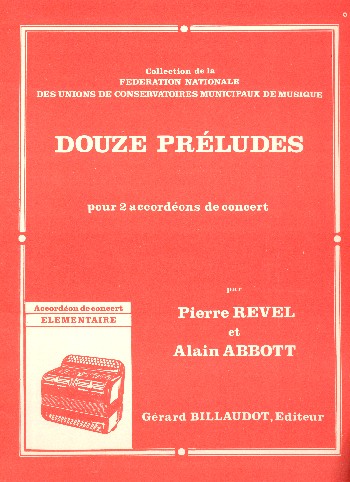 Collection de la
FEDERATION NATIONALE
DES UNIONS DE CONSERVATOIRES MUNICIPAUX DE MUSIQUE
DOUZE PRÉLUDES
pour 2 accordéons de concert
par
Pierre REVEL
et
Alain ABBOTT
Accordéon de concert
ELEMENTAIRE
Gérard BILLAUDOT, Editeur